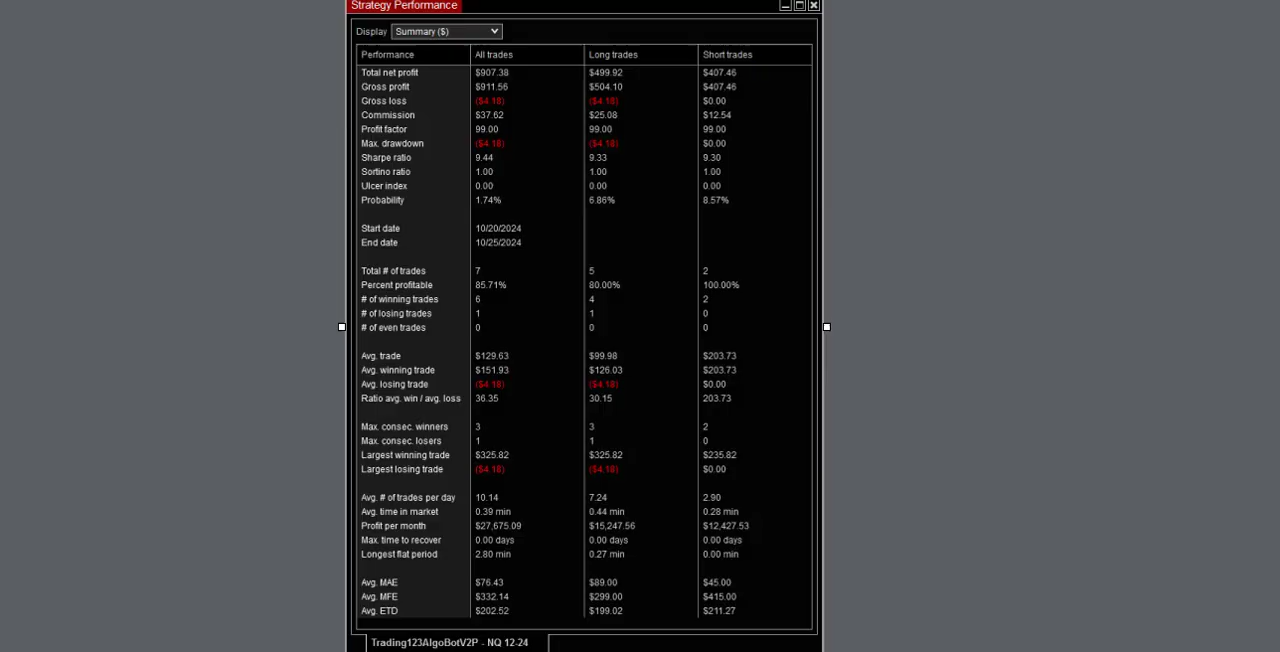 Strategy Performance
Display Summary ($)
Performance All trades Long trades Short trades
Total net profit $907.38 $499.92 $407.46
Gross profit $911.56 $504.10 $407.46
Gross loss ($4.18) ($4.18) $0.00
Commission $37.62 $25.08 $12.54
Profit factor 99.00 99.00 99.00
Max. drawdown ($4.18) ($4.18) $0.00
Sharpe ratio 9.44 9.33 9.30
Sortino ratio 1.00 1.00 1.00
Ulcer index 0.00 0.00 0.00
Probability 1.74% 6.86% 8.57%
Start date 10/20/2024
End date 10/25/2024
Total # of trades 7 5 2
Percent profitable 85.71% 80.00% 100.00%
# of winning trades 6 4 2
# of losing trades 1 1 0
# of even trades 0 0 0
Avg. trade $129.63 $99.98 $203.73
Avg. winning trade $151.93 $126.03 $203.73
Avg. losing trade ($4.18) ($4.18) $0.00
Ratio avg. win / avg. loss 36.35 30.15 203.73
Max. consec. winners 3 3 2
Max. consec. losers 1 1 0
Largest winning trade $325.82 $325.82 $235.82
Largest losing trade ($4.18) ($4.18) $0.00
Avg. # of trades per day 10.14 7.24 2.90
Avg. time in market 0.39 min 0.44 min 0.28 min
Profit per month $27,675.09 $15,247.56 $12,427.53
Max. time to recover 0.00 days 0.00 days 0.00 days
Longest flat period 2.80 min 0.27 min 0.00 min
Avg. MAE $76.43 $89.00 $45.00
Avg. MFE $332.14 $299.00 $415.00
Avg. ETD $202.52 $199.02 $211.27
Trading123AlgoBotV2P - NQ 12-24